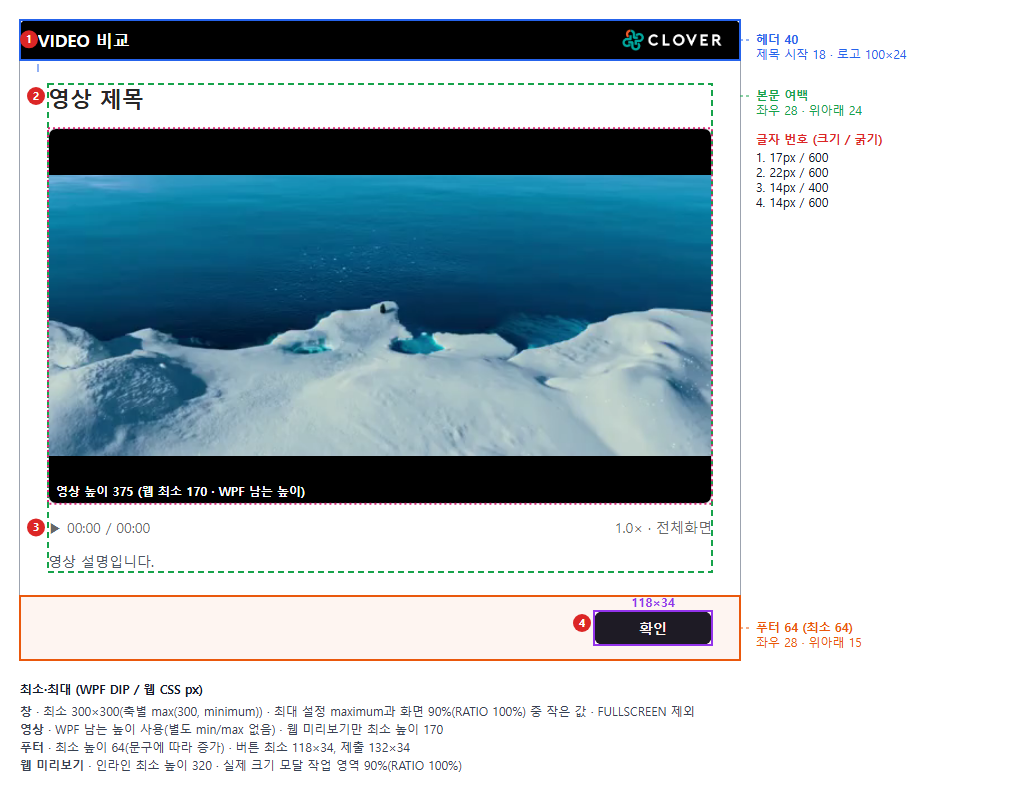 1 VIDEO 비교
CLOVER
헤더 40
제목 시작 18 · 로고 100×24
2 영상 제목
본문 여백
좌우 28 · 위아래 24
글자 번호 (크기 / 굵기)
1. 17px / 600
2. 22px / 600
3. 14px / 400
4. 14px / 600
영상 높이 375 (웹 최소 170 · WPF 남는 높이)
3 ▶ 00:00 / 00:00
1.0× · 전체화면
영상 설명입니다.
118×34
4 확인
푸터 64 (최소 64)
좌우 28 · 위아래 15
최소·최대 (WPF DIP / 웹 CSS px)
창 · 최소 300×300(축별 max(300, minimum)) · 최대 설정 maximum과 화면 90%(RATIO 100%) 중 작은 값 · FULLSCREEN 제외
영상 · WPF 남는 높이 사용(별도 min/max 없음) · 웹 미리보기만 최소 높이 170
푸터 · 최소 높이 64(문구에 따라 증가) · 버튼 최소 118×34, 제출 132×34
웹 미리보기 · 인라인 최소 높이 320 · 실제 크기 모달 작업 영역 90%(RATIO 100%)